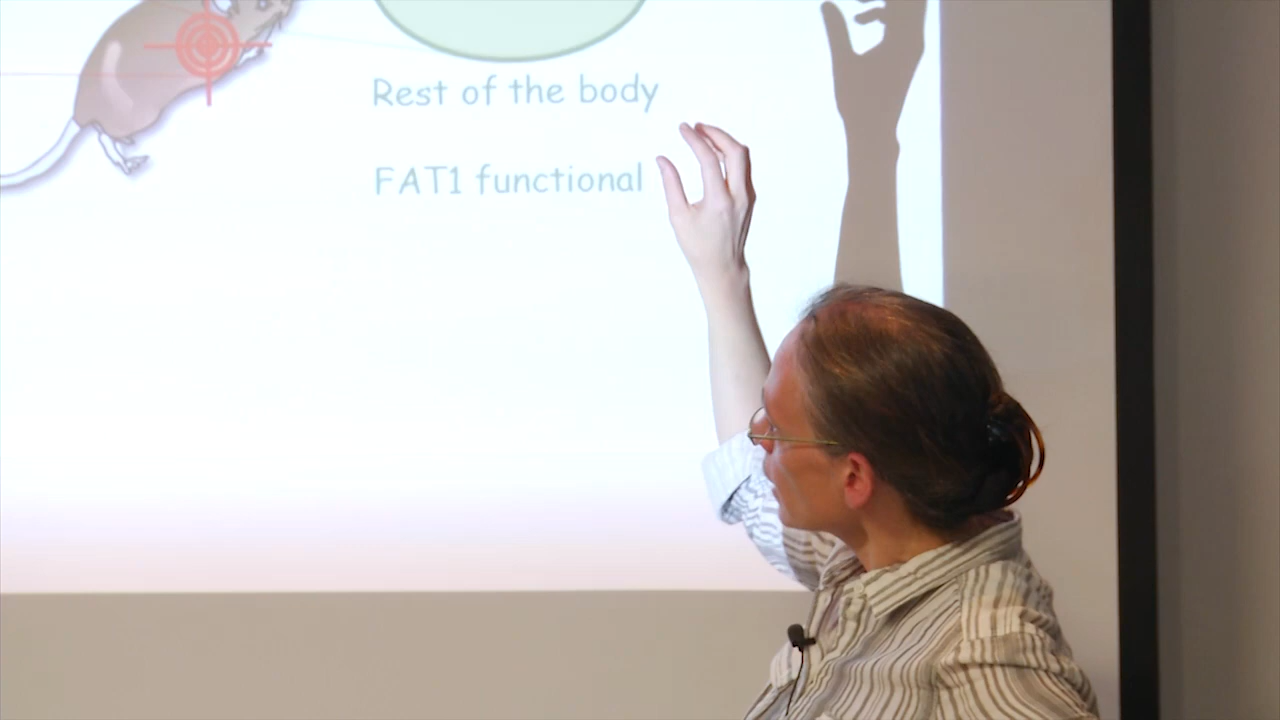 Rest of the body
FAT1 functional